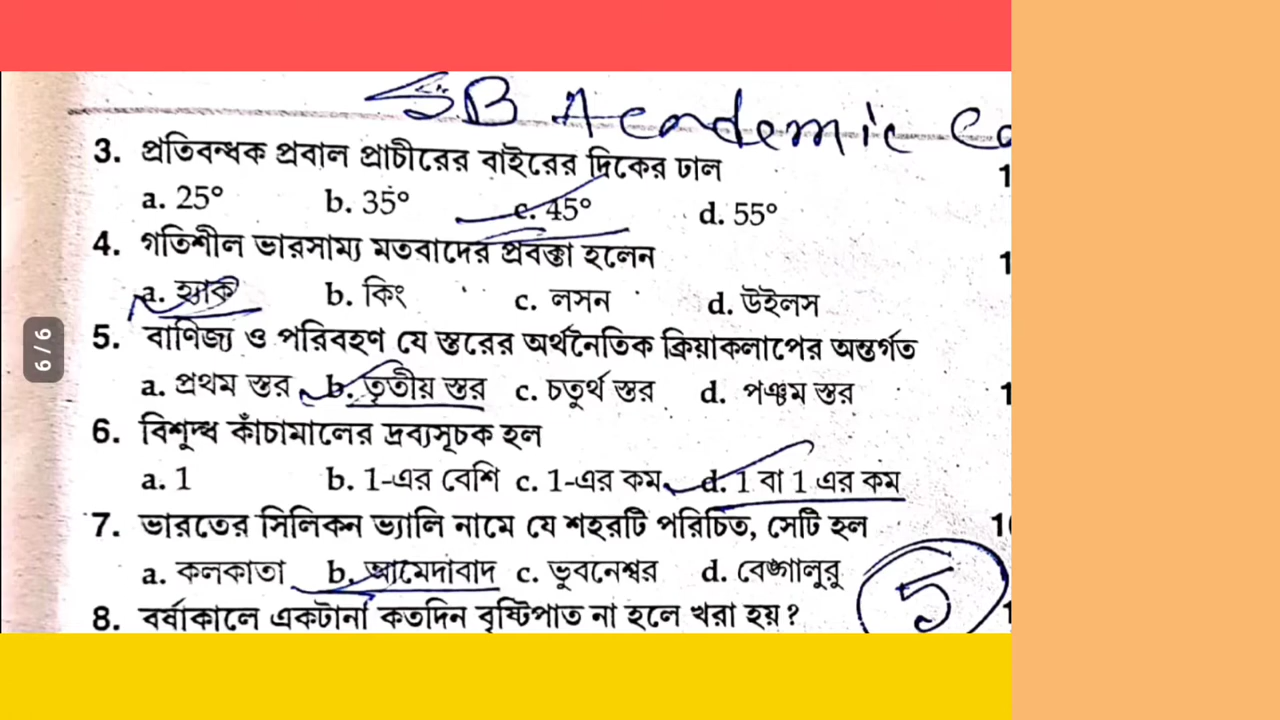 SB Academic
3. প্রতিবন্ধক প্রবাল প্রাচীরের বাইরের দিকের ঢাল
a. 25° b. 35° c. 45° d. 55°
4. গতিশীল ভারসাম্য মতবাদের প্রবক্তা হলেন
a. হ্যাক b. কিং c. লসন d. উইলস
5. বাণিজ্য ও পরিবহণ যে স্তরের অর্থনৈতিক ক্রিয়াকলাপের অন্তর্গত
a. প্রথম স্তর b. তৃতীয় স্তর c. চতুর্থ স্তর d. পঞ্চম স্তর
6. বিশুদ্ধ কাঁচামালের দ্রব্যসূচক হল
a. 1 b. 1-এর বেশি c. 1-এর কম d. 1 বা 1 এর কম
7. ভারতের সিলিকন ভ্যালি নামে যে শহরটি পরিচিত, সেটি হল
a. কলকাতা b. আমেদাবাদ c. ভুবনেশ্বর d. বেঙ্গালুরু
8. বর্ষাকালে একটানা কতদিন বৃষ্টিপাত না হলে খরা হয়?
5
6/6